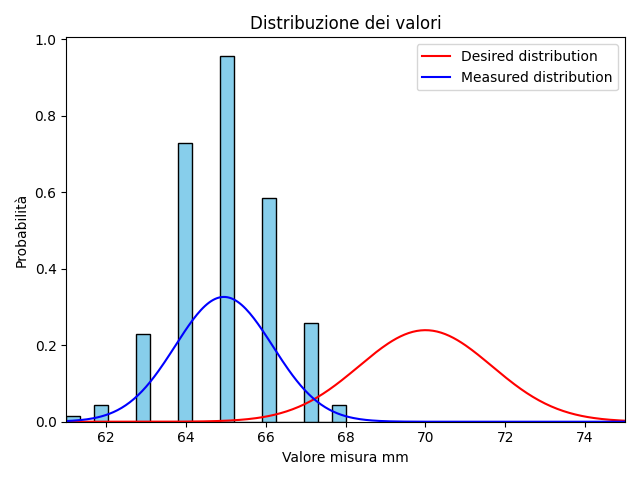 Distribuzione dei valori
Desired distribution
Measured distribution
Probabilità
1.0
0.8
0.6
0.4
0.2
0.0
62 64 66 68 70 72 74
Valore misura mm